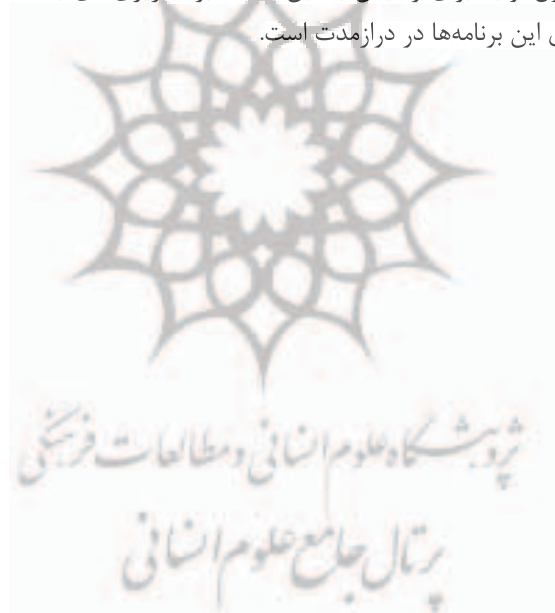 این برنامه‌ها در درازمدت است.
پژوهشگاه علوم انسانی و مطالعات فرهنگی
پرتال جامع علوم انسانی